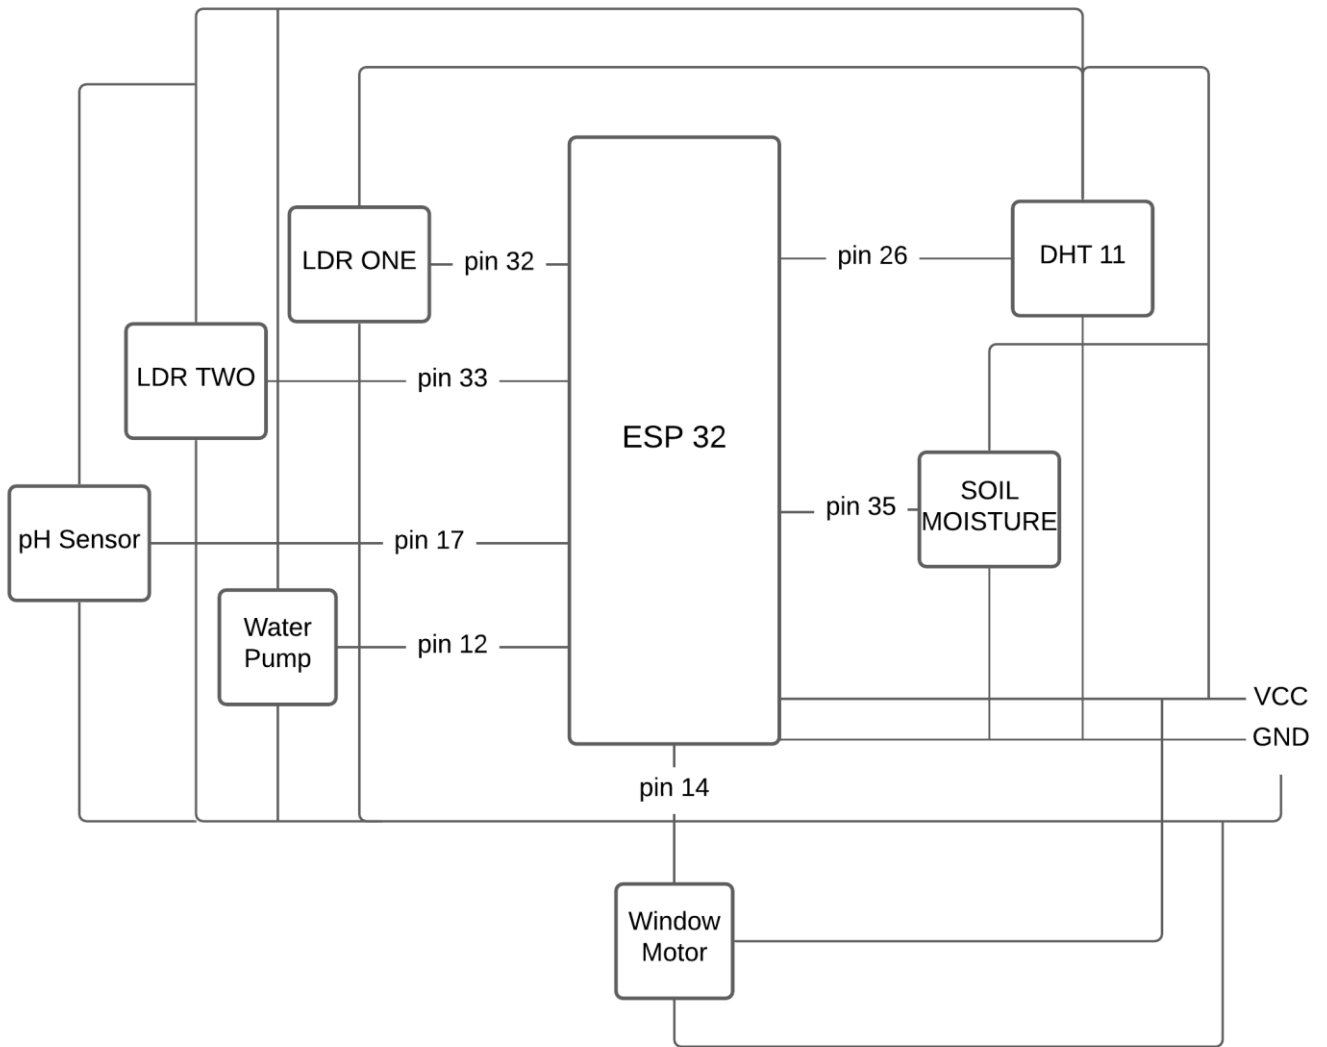 LDR ONE
pin 32
pin 26
DHT 11
LDR TWO
pin 33
ESP 32
SOIL
MOISTURE
pin 35
pH Sensor
pin 17
Water
Pump
pin 12
VCC
GND
pin 14
Window
Motor